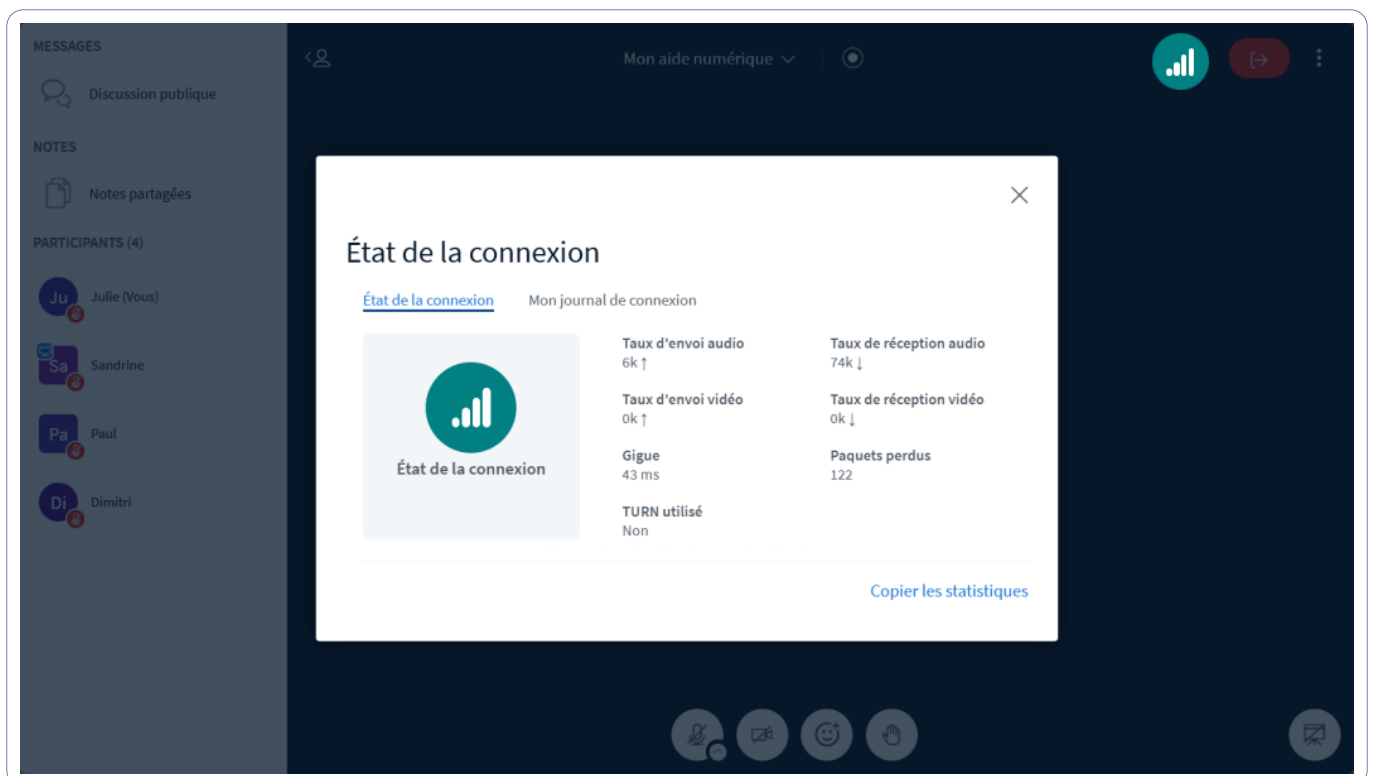 MESSAGES
Discussion publique
NOTES
Notes partagées
PARTICIPANTS (4)
Ju Julie (Vous)
Sa Sandrine
Pa Paul
Di Dimitri
Mon aide numérique
État de la connexion
État de la connexion Mon journal de connexion
État de la connexion
Taux d'envoi audio Taux de réception audio
6k ↑ 74k ↓
Taux d'envoi vidéo Taux de réception vidéo
0k ↑ 0k ↓
Gigue Paquets perdus
43 ms 122
TURN utilisé
Non
Copier les statistiques